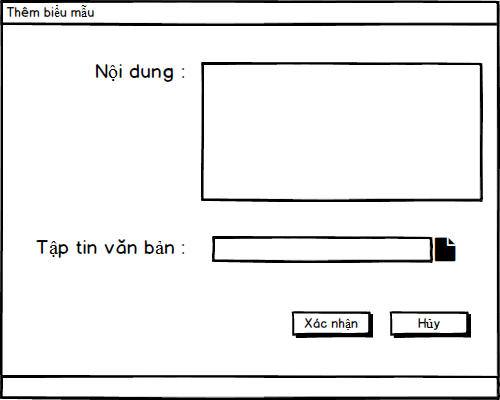 Thêm biểu mẫu
Nội dung :
Tập tin văn bản :
Xác nhận Hủy